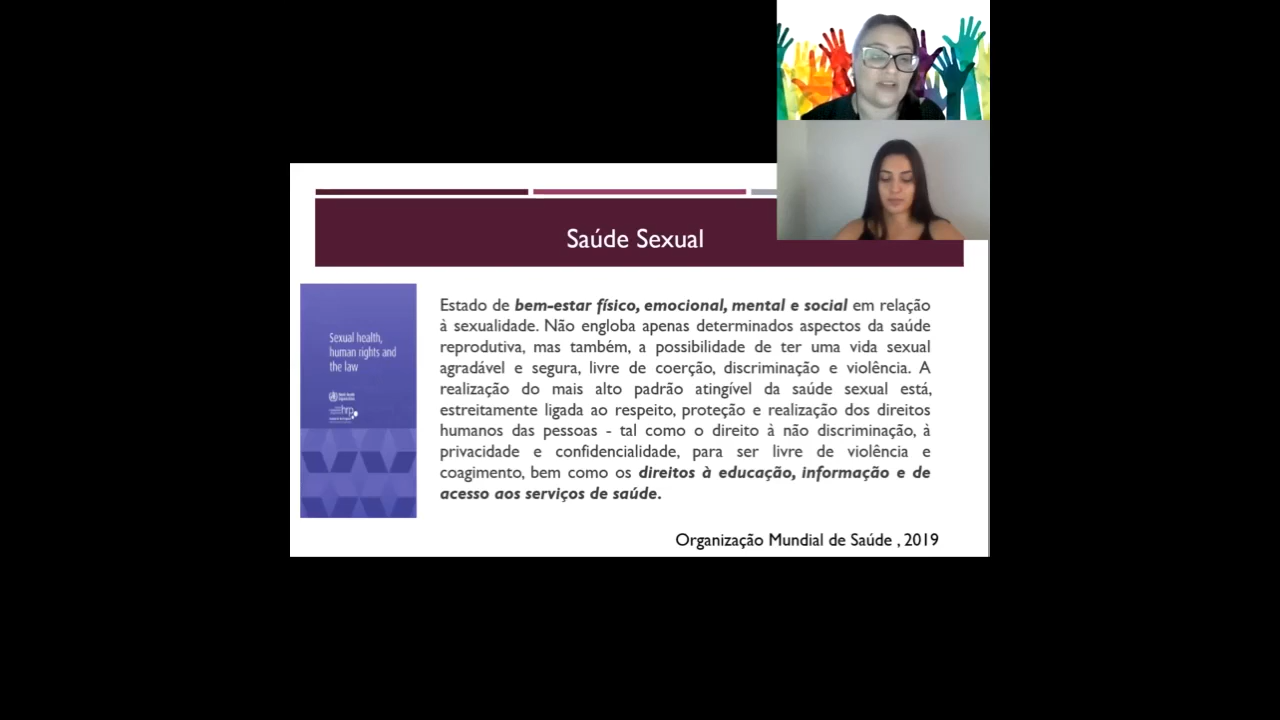 Saúde Sexual
Sexual health,
human rights and
the law
World Health
Organization
hrp
Estado de bem-estar físico, emocional, mental e social em relação
à sexualidade. Não engloba apenas determinados aspectos da saúde
reprodutiva, mas também, a possibilidade de ter uma vida sexual
agradável e segura, livre de coerção, discriminação e violência. A
realização do mais alto padrão atingível da saúde sexual está,
estreitamente ligada ao respeito, proteção e realização dos direitos
humanos das pessoas - tal como o direito à não discriminação, à
privacidade e confidencialidade, para ser livre de violência e
coagimento, bem como os direitos à educação, informação e de
acesso aos serviços de saúde.
Organização Mundial de Saúde , 2019